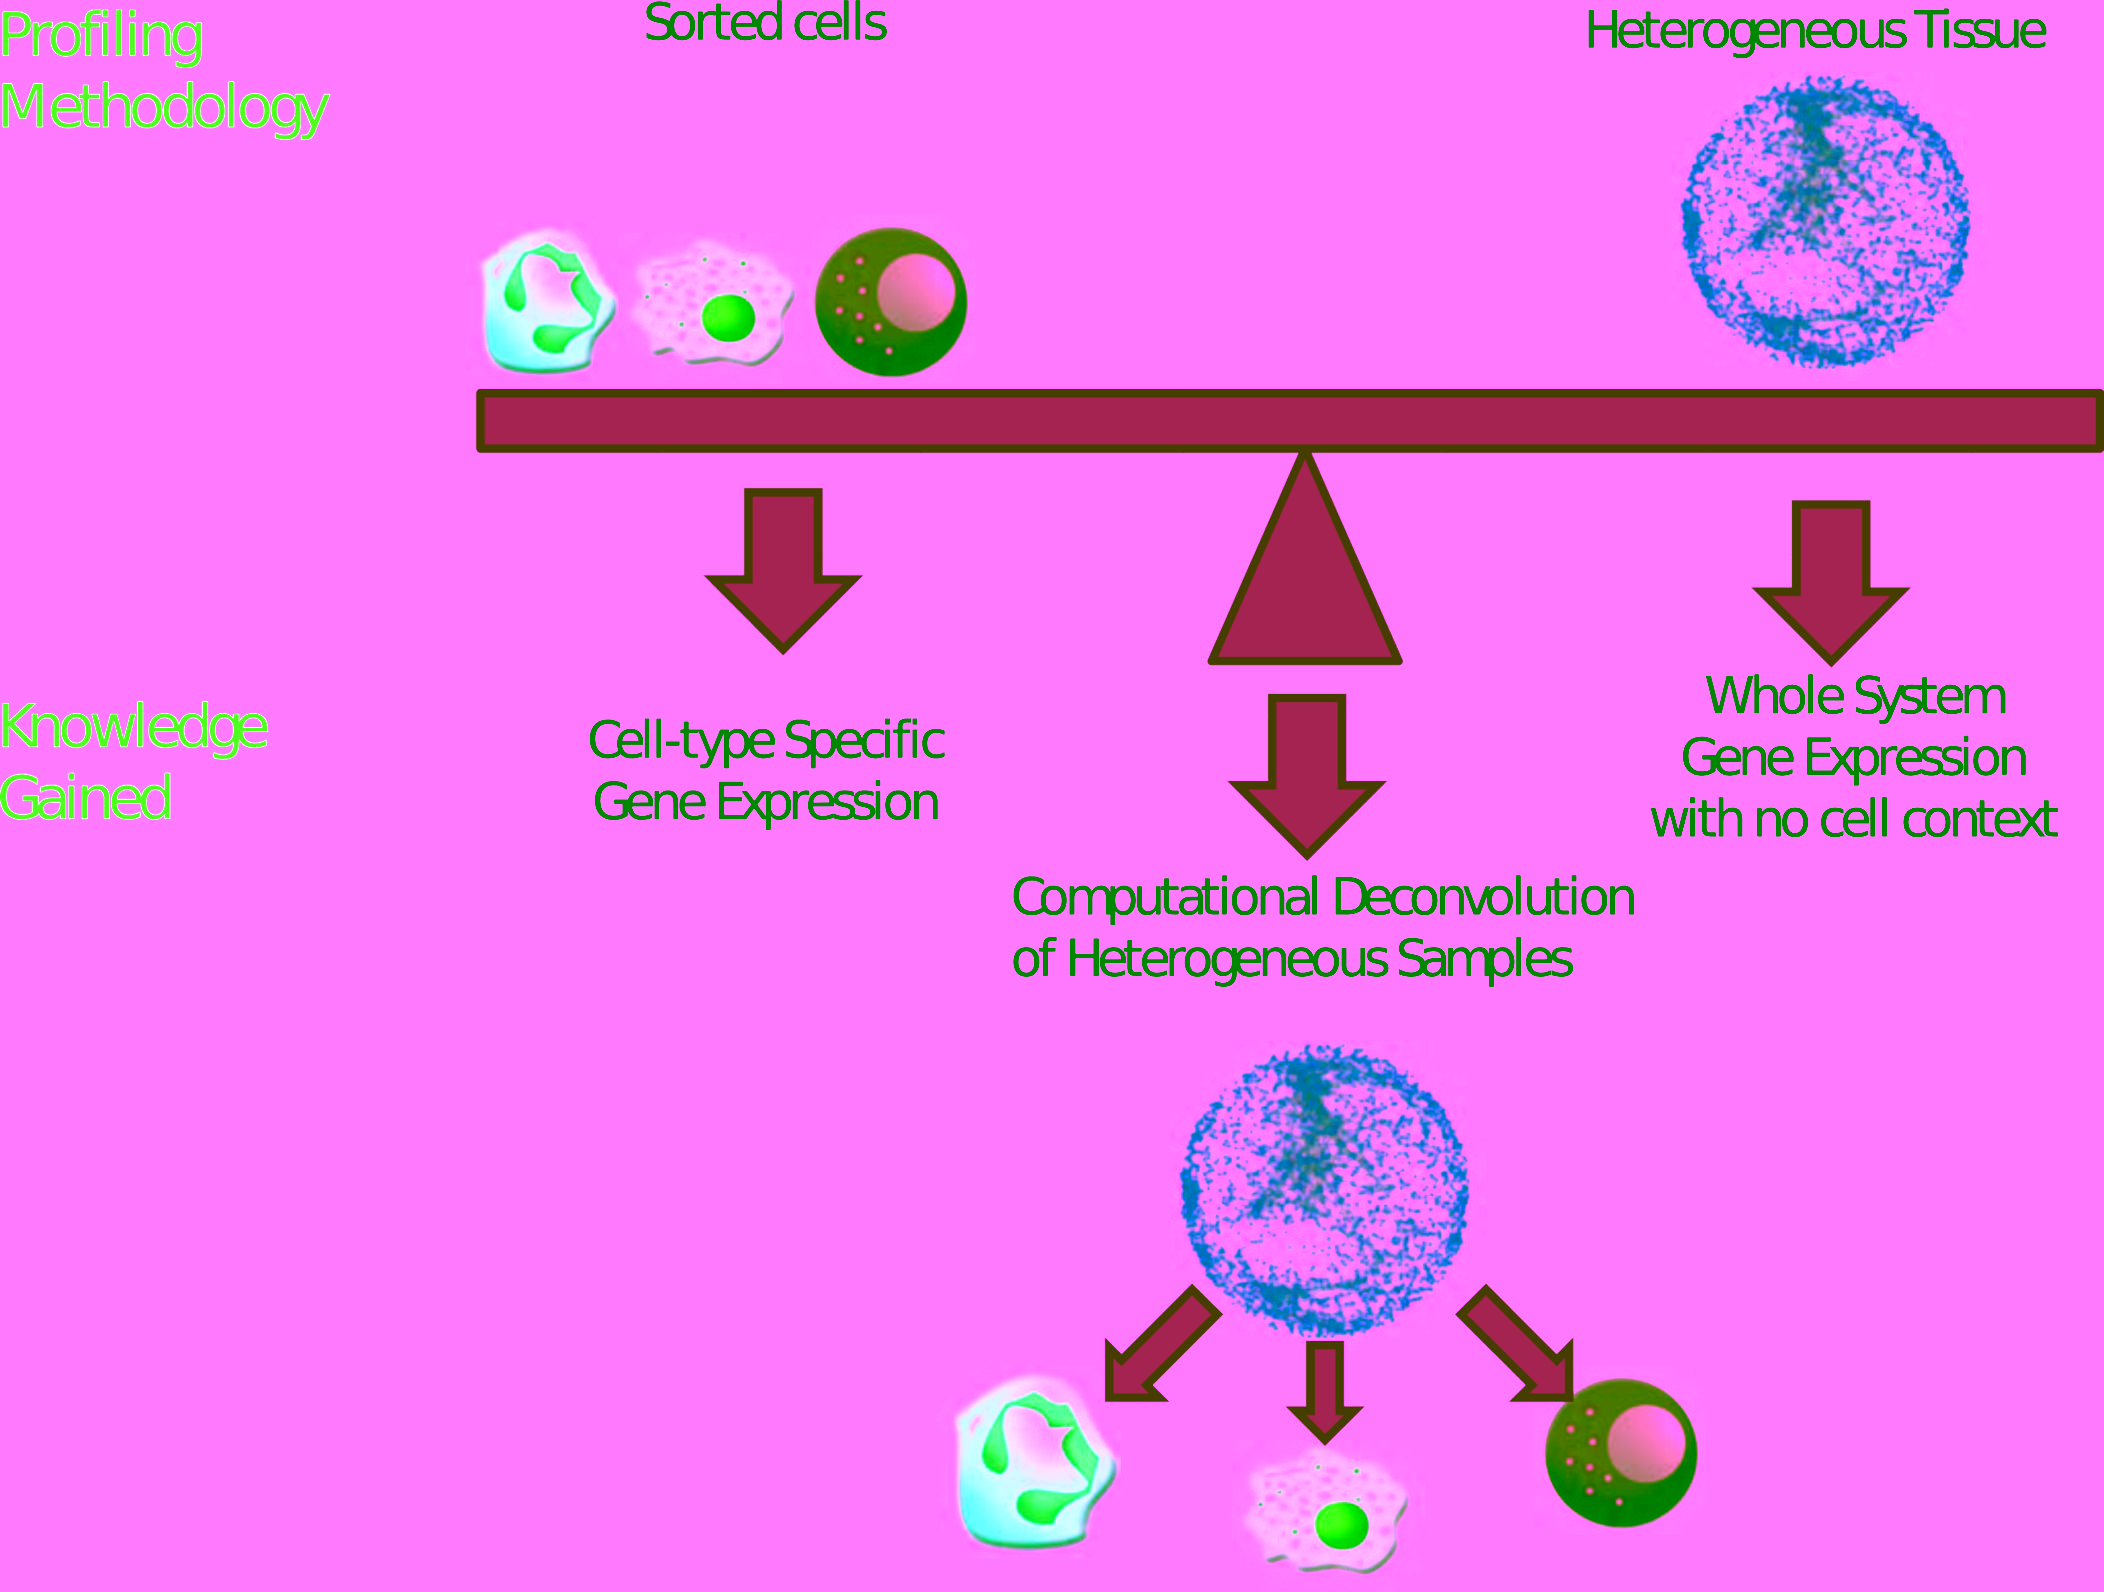 Profiling
Methodology
Sorted cells
Heterogeneous Tissue
Knowledge
Gained
Cell-type Specific
Gene Expression
Whole System
Gene Expression
with no cell context
Computational Deconvolution
of Heterogeneous Samples